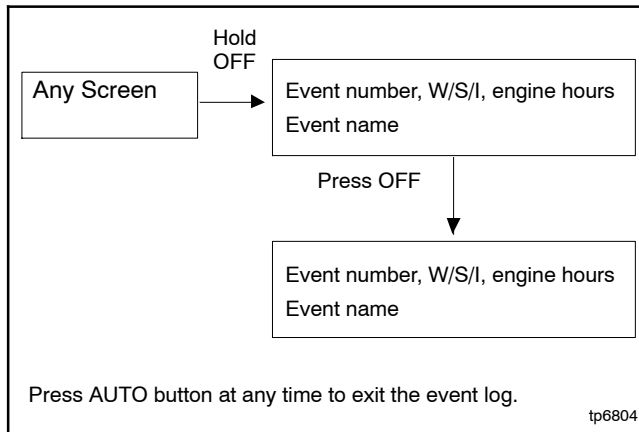 Hold
OFF
Any Screen
Event number, W/S/I, engine hours
Event name
Press OFF
Event number, W/S/I, engine hours
Event name
Press AUTO button at any time to exit the event log.
tp6804